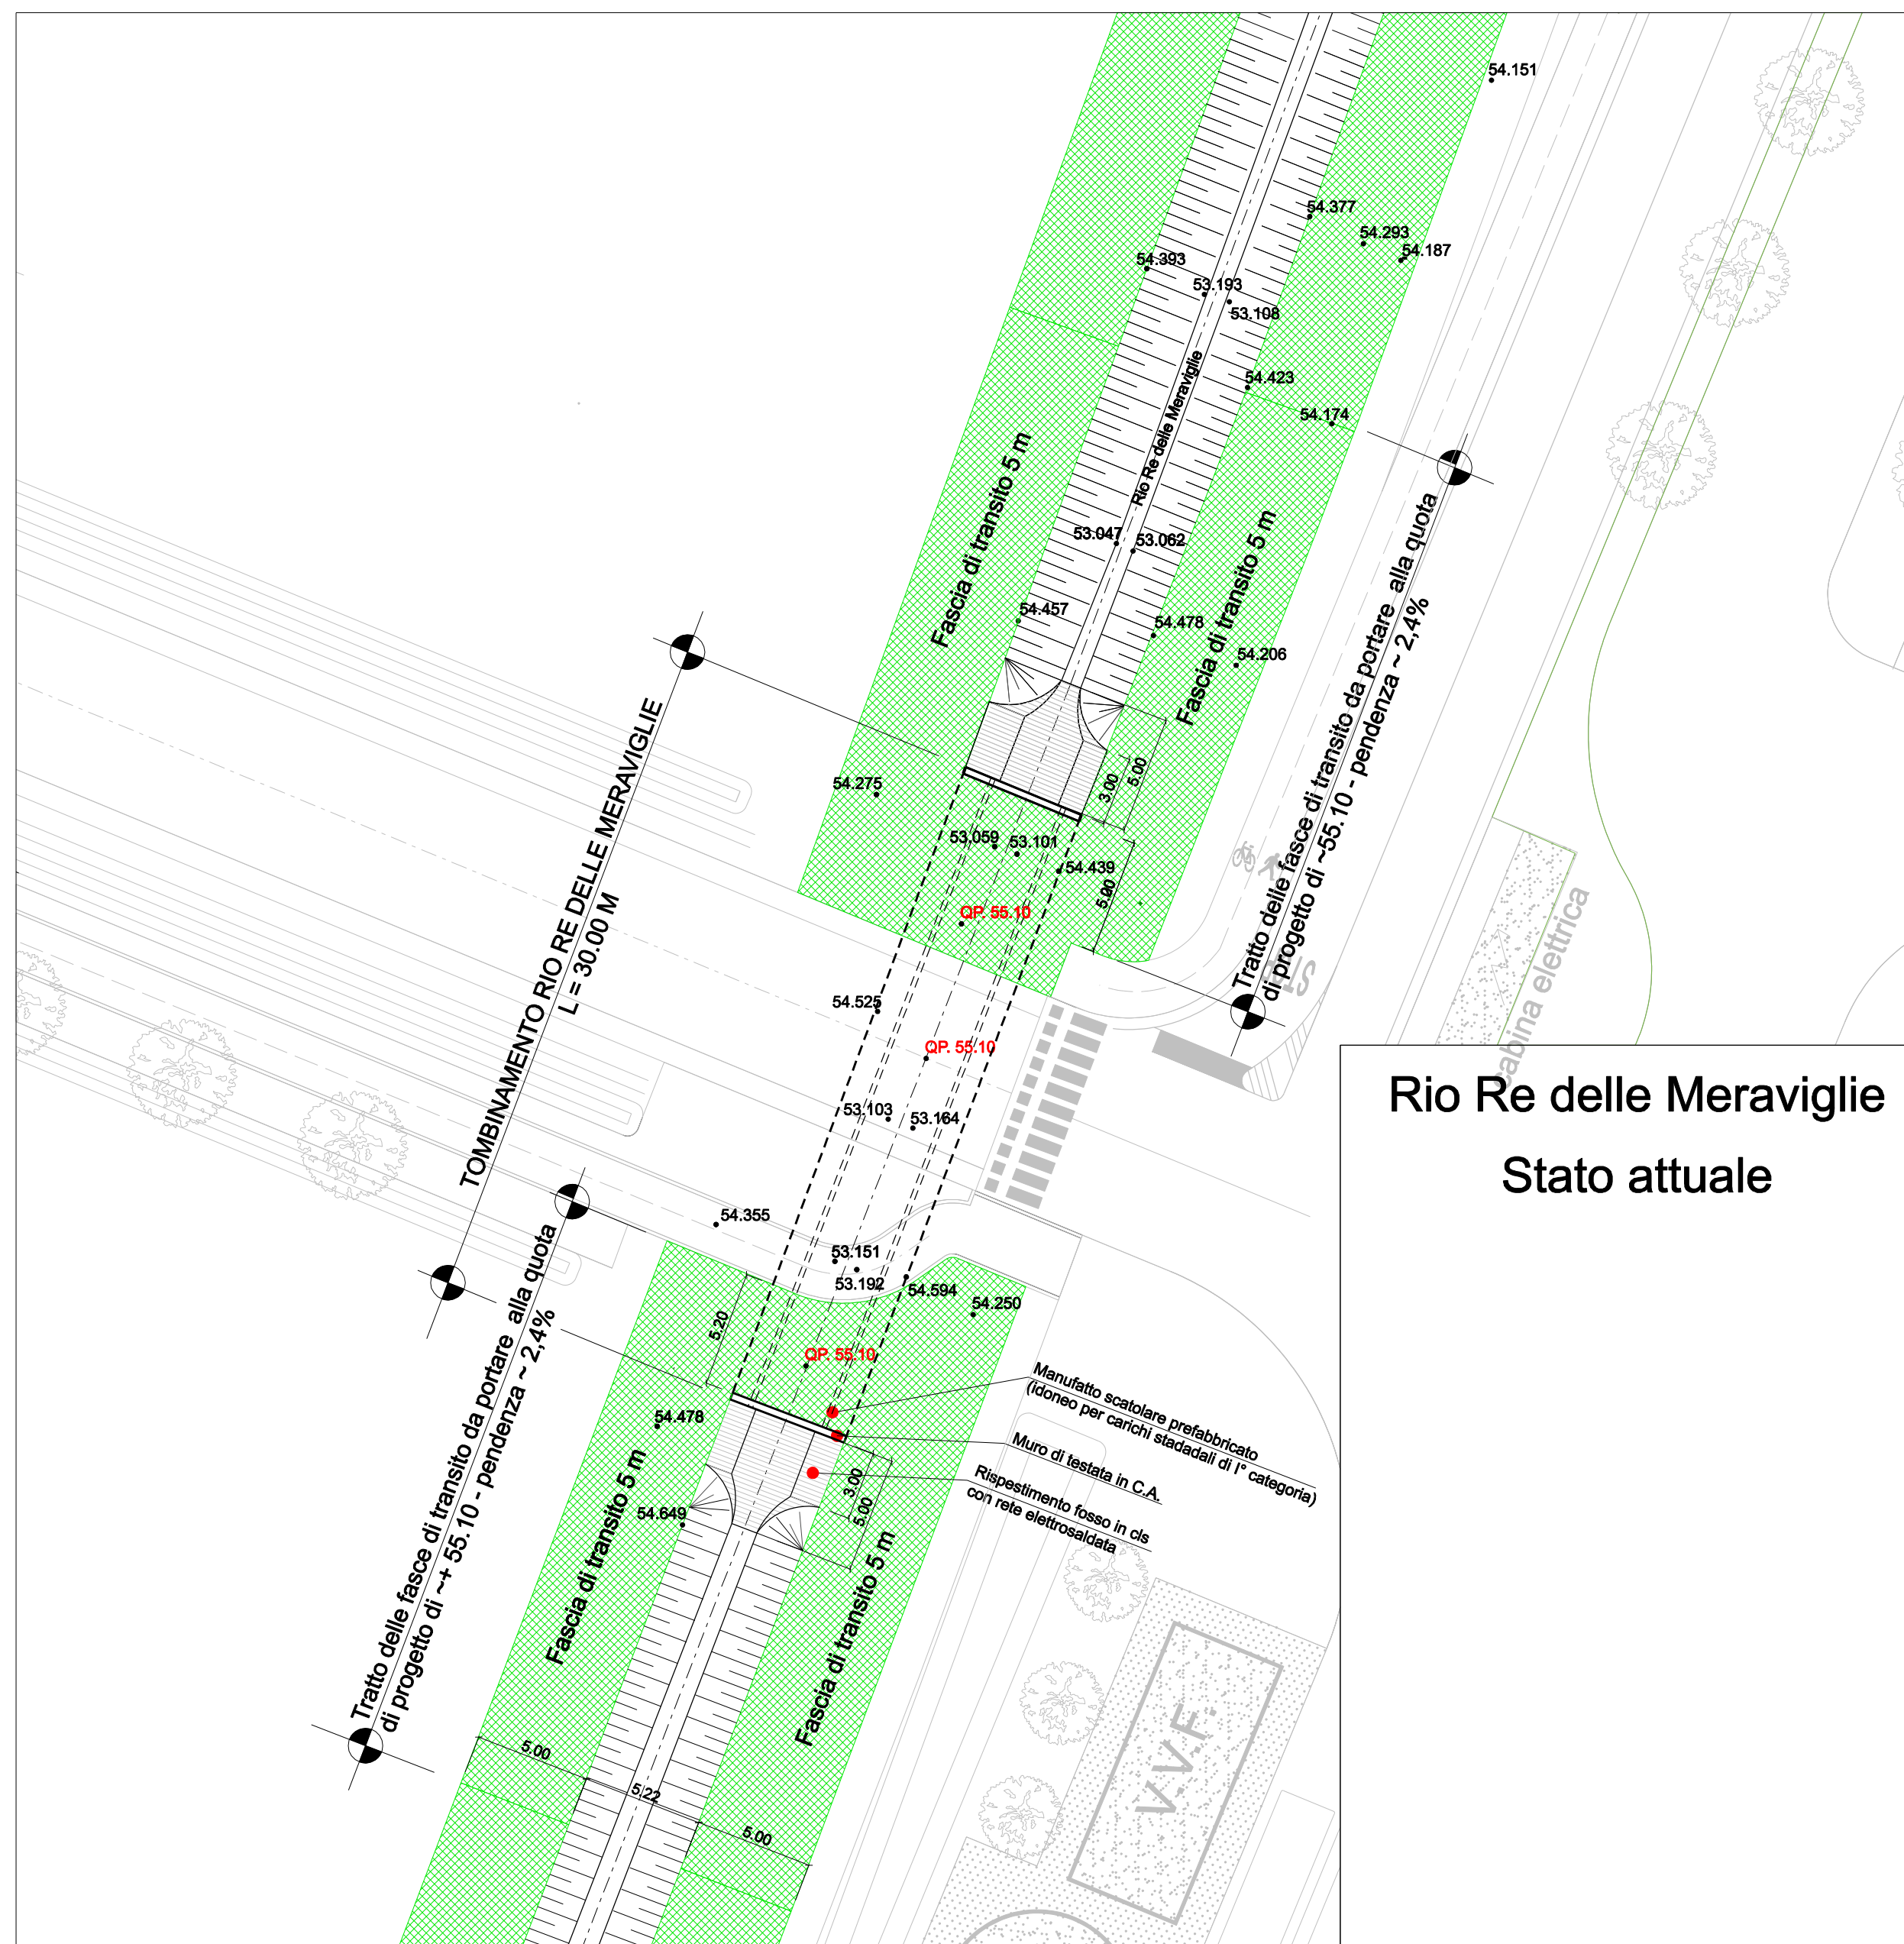 54.151
54.377
54.293
54.187
54.393
53.193
53.108
Rio Re delle Meraviglie
54.423
54.174
Fascia di transito 5 m
Fascia di transito 5 m
53.047
53.062
54.457
54.478
54.206
Tratto delle fasce di transito da portare alla quota
di progetto di ~55.10 - pendenza ~ 2,4%
TOMBINAMENTO RIO RE DELLE MERAVIGLIE
L = 30.00 M
54.275
3.00
5.00
53.059
53.101
54.439
5.00
QP. 55.10
54.525
QP. 55.10
53.103
53.164
cabina elettrica
Rio Re delle Meraviglie
Stato attuale
54.355
53.151
53.192
54.594
54.250
5.20
QP. 55.10
Tratto delle fasce di transito da portare alla quota
di progetto di ~+ 55.10 - pendenza ~ 2,4%
Manufatto scatolare prefabbricato
(idoneo per carichi stadadali di I° categoria)
Muro di testata in C.A.
Rispestimento fosso in cls
con rete elettrosaldata
54.478
3.00
5.00
54.649
Fascia di transito 5 m
Fascia di transito 5 m
V.V.F.
5.00
5.22
5.00